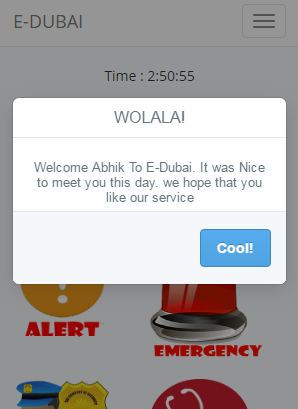 E-DUBAI
Time : 2:50:55
WOLALA!
Welcome Abhik To E-Dubai. It was Nice
to meet you this day. we hope that you
like our service
Cool!
ALERT
EMERGENCY